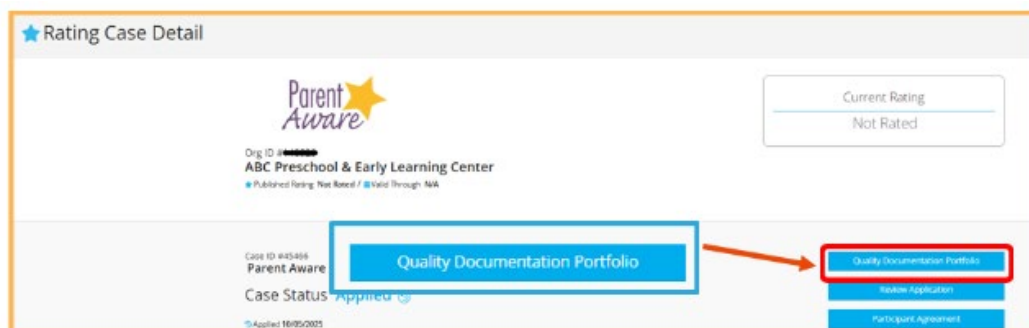 Rating Case Detail
Parent
Aware
Current Rating
Not Rated
Org ID #
ABC Preschool & Early Learning Center
Published Rating Not Rated / Valid Through N/A
Case ID #45466
Parent Aware
Quality Documentation Portfolio
Quality Documentation Portfolio
Case Status Applied
Review Application
Applied 10/05/2025
Participant Agreement